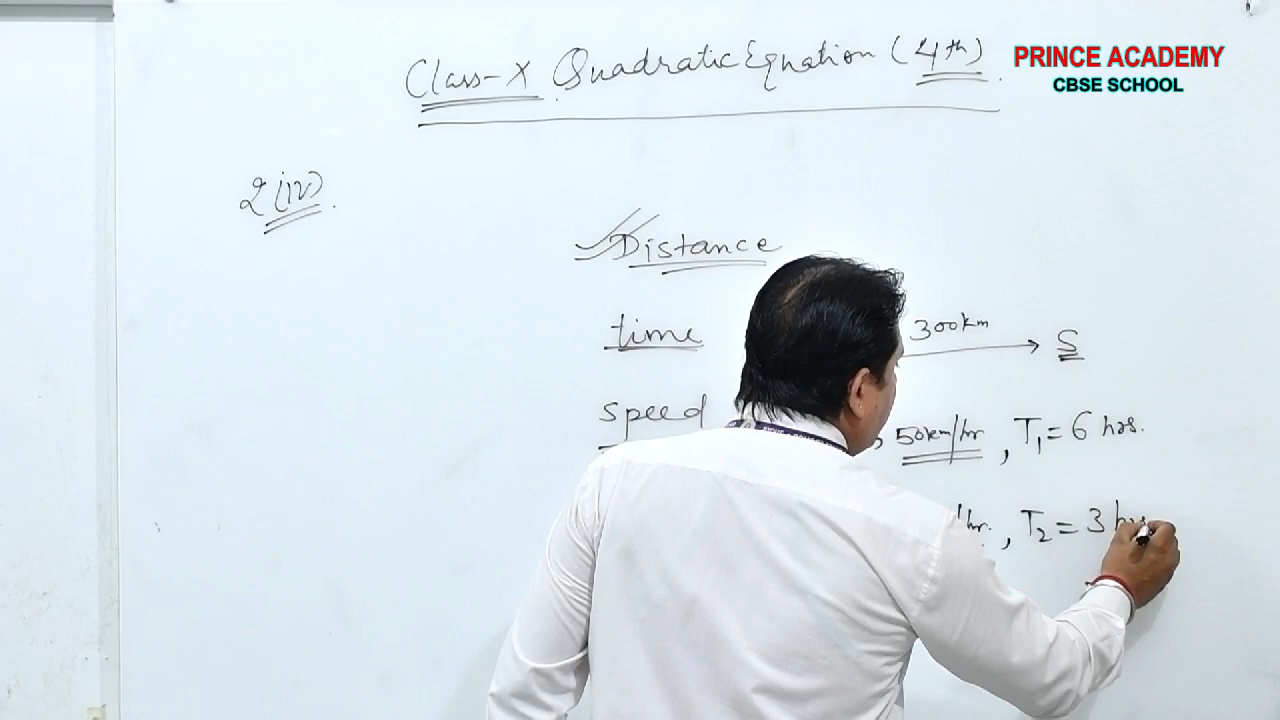 Class-X Quadratic Equation (4th).
PRINCE ACADEMY
CBSE SCHOOL
2(iv).
Distance
time
300km
S
speed
, 50km/hr, T1 = 6 hrs.
/hr., T2 = 3 hrs